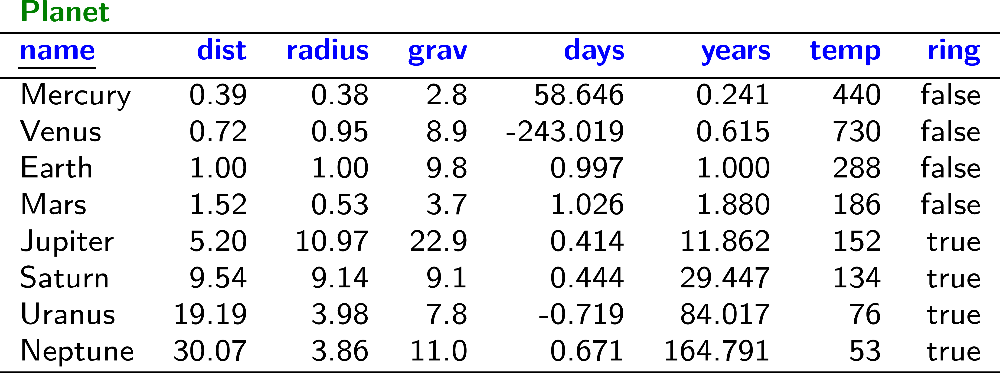 Planet
name dist radius grav days years temp ring
Mercury 0.39 0.38 2.8 58.646 0.241 440 false
Venus 0.72 0.95 8.9 -243.019 0.615 730 false
Earth 1.00 1.00 9.8 0.997 1.000 288 false
Mars 1.52 0.53 3.7 1.026 1.880 186 false
Jupiter 5.20 10.97 22.9 0.414 11.862 152 true
Saturn 9.54 9.14 9.1 0.444 29.447 134 true
Uranus 19.19 3.98 7.8 -0.719 84.017 76 true
Neptune 30.07 3.86 11.0 0.671 164.791 53 true